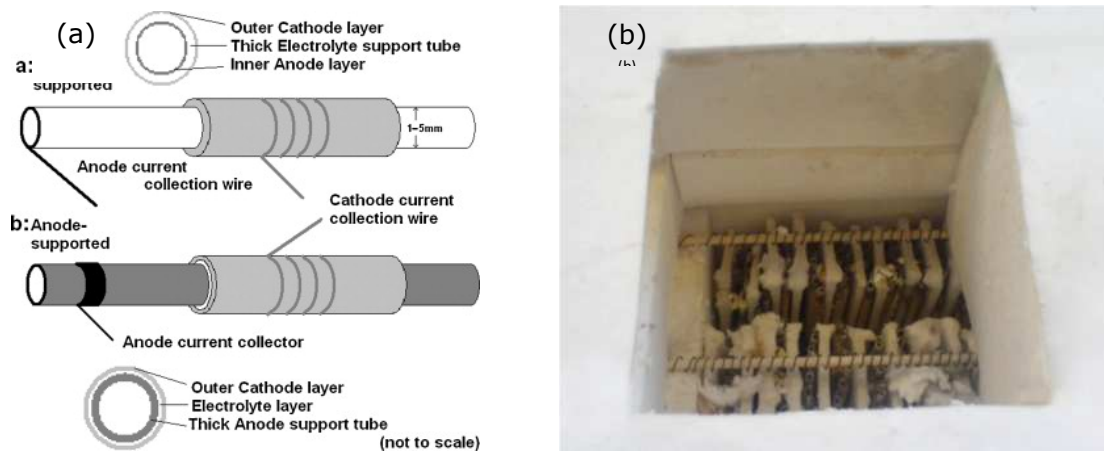 (a)
Outer Cathode layer
Thick Electrolyte support tube
Inner Anode layer
a:
supported
1-5mm
Anode current
collection wire
Cathode current
collection wire
b: Anode-
supported
Anode current collector
Outer Cathode layer
Electrolyte layer
Thick Anode support tube
(not to scale)
(b)